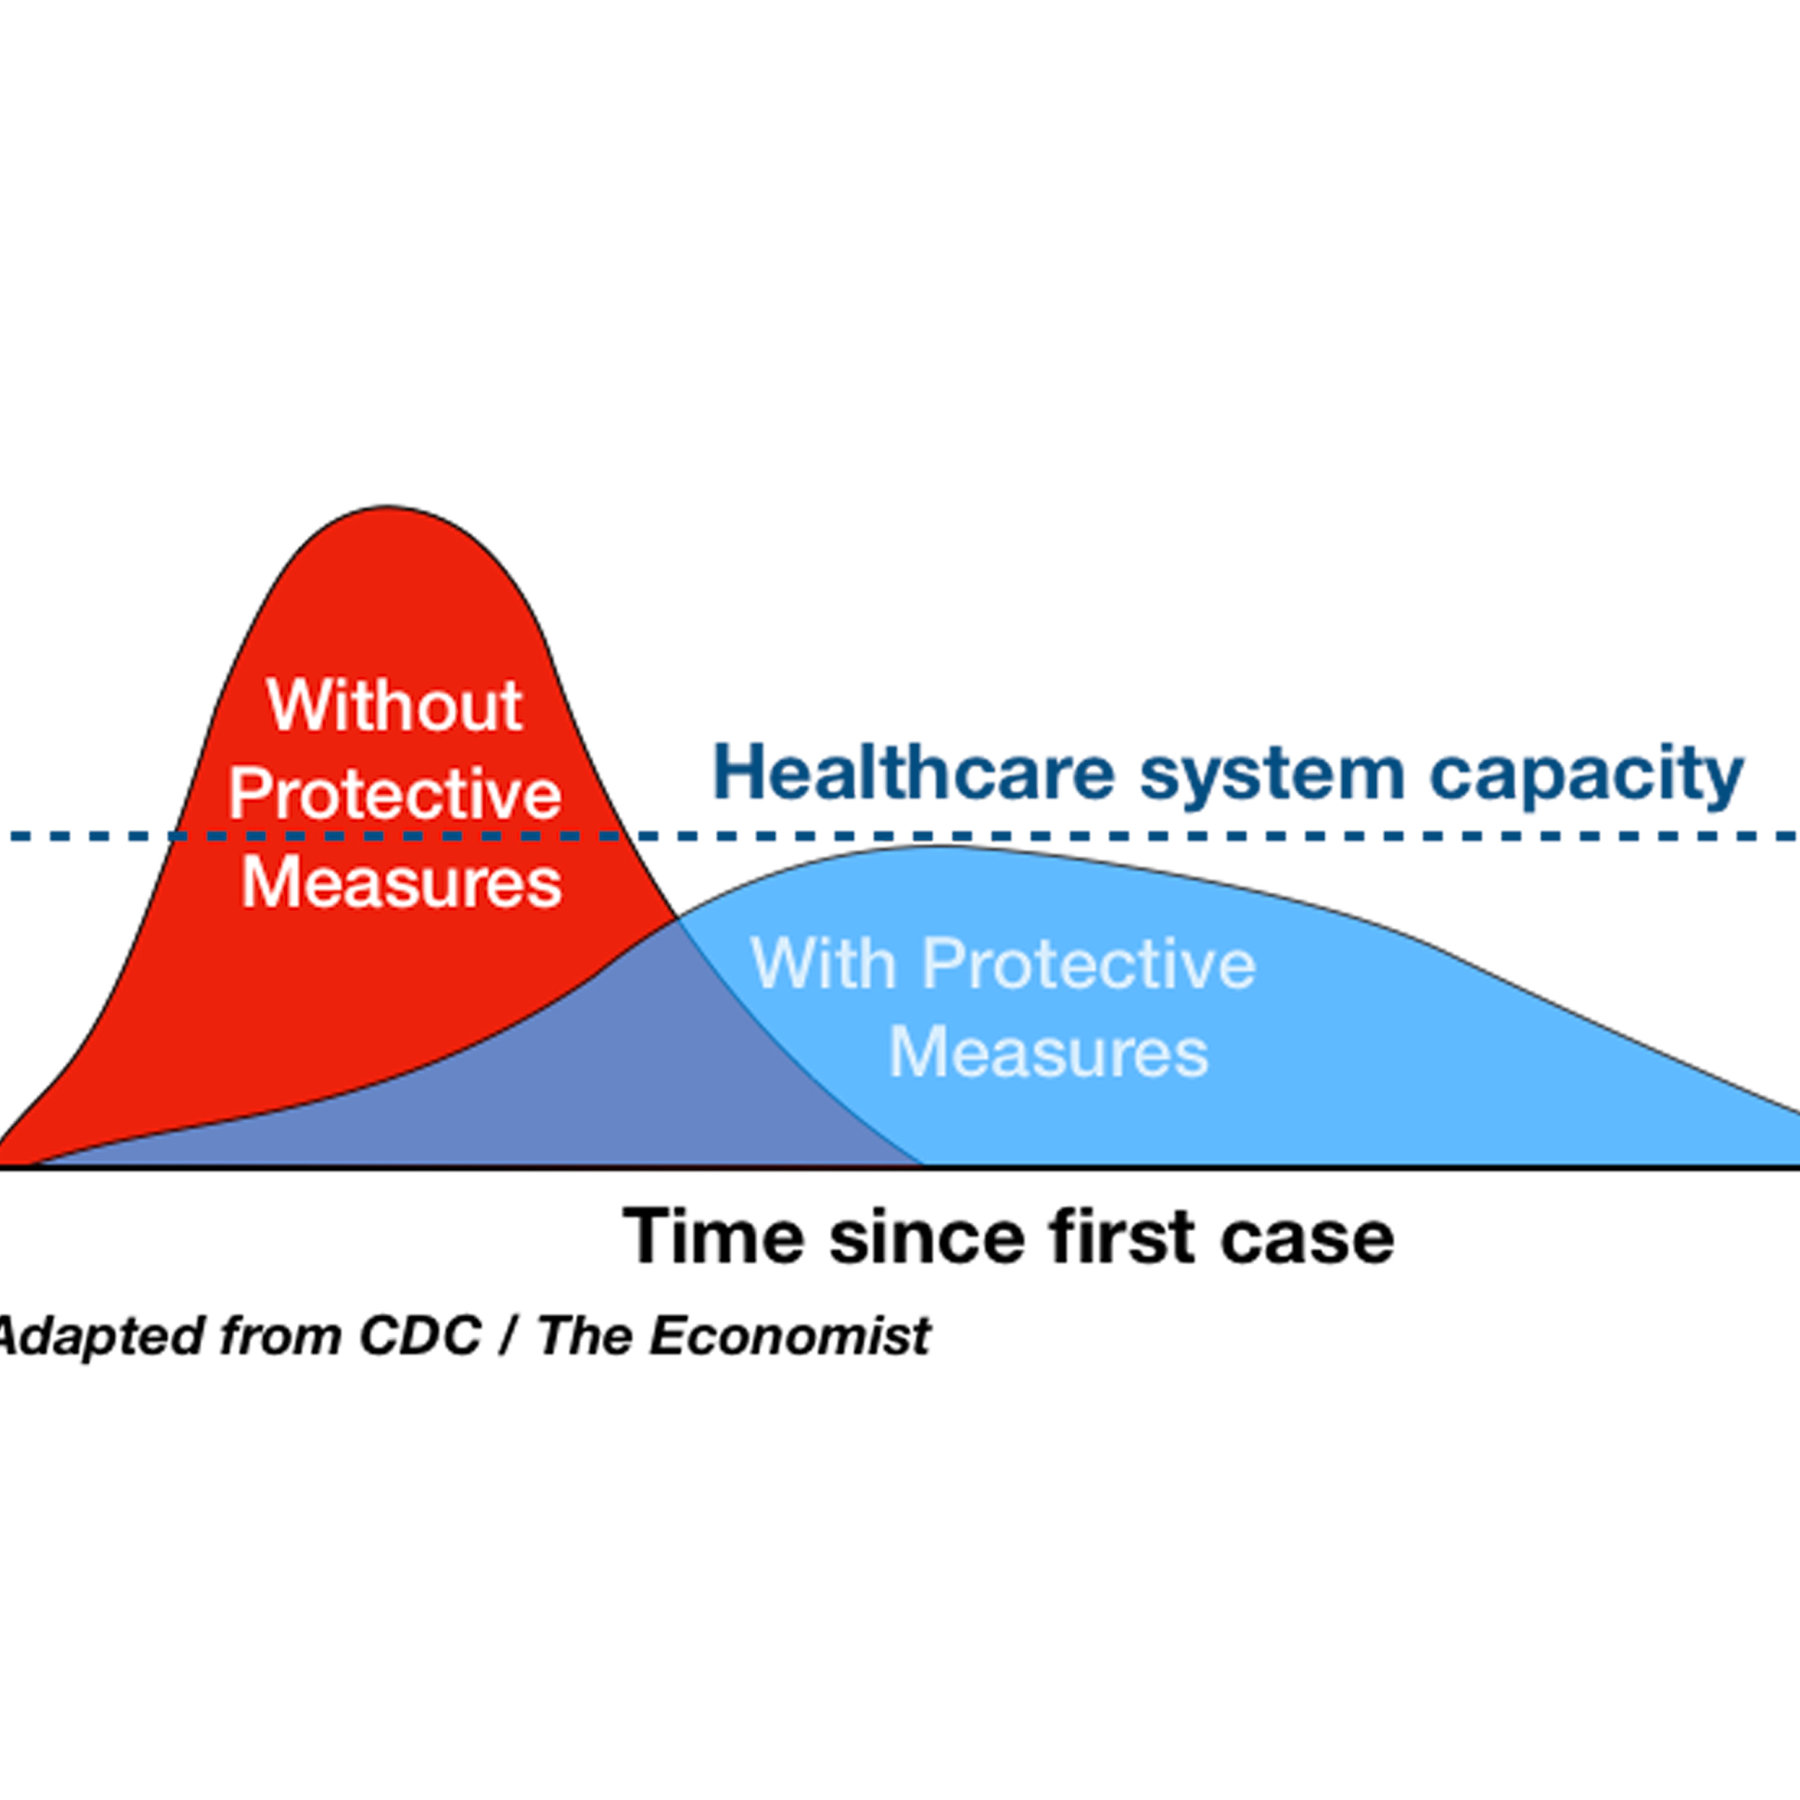 Without
Protective
Measures
Healthcare system capacity
With Protective
Measures
Time since first case
Adapted from CDC / The Economist